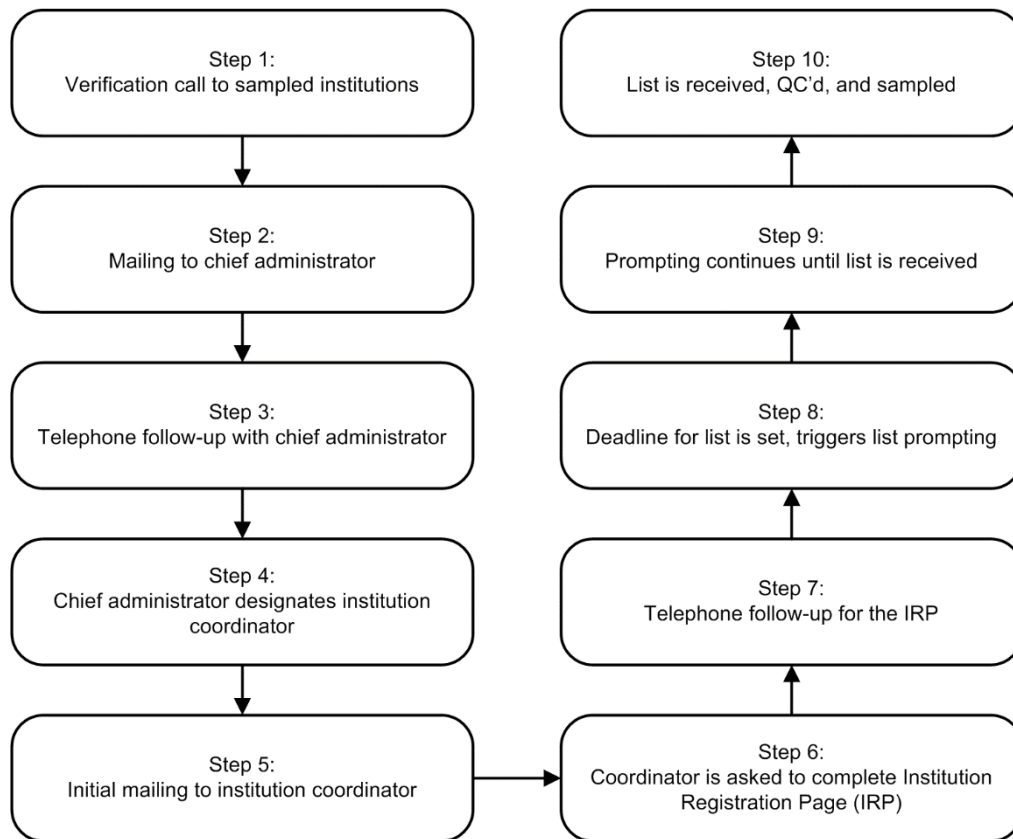 Step 1:
Verification call to sampled institutions
Step 2:
Mailing to chief administrator
Step 3:
Telephone follow-up with chief administrator
Step 4:
Chief administrator designates institution
coordinator
Step 5:
Initial mailing to institution coordinator
Step 6:
Coordinator is asked to complete Institution
Registration Page (IRP)
Step 7:
Telephone follow-up for the IRP
Step 8:
Deadline for list is set, triggers list prompting
Step 9:
Prompting continues until list is received
Step 10:
List is received, QC’d, and sampled